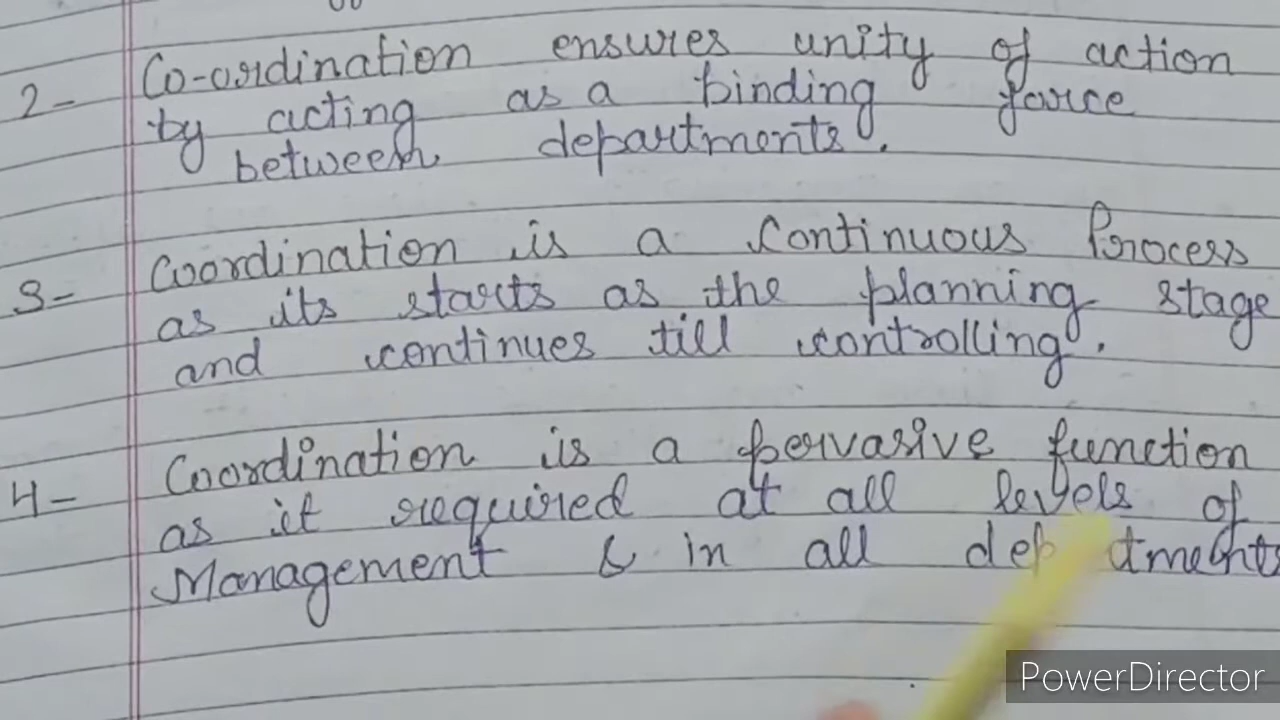 2- Co-ordination ensures unity of action
by acting as a binding force
between departments.
3- Coordination is a Continuous Process
as its starts as the planning stage
and continues till controlling.
4- Coordination is a pervasive function
as it required at all levels of
Management & in all
PowerDirector